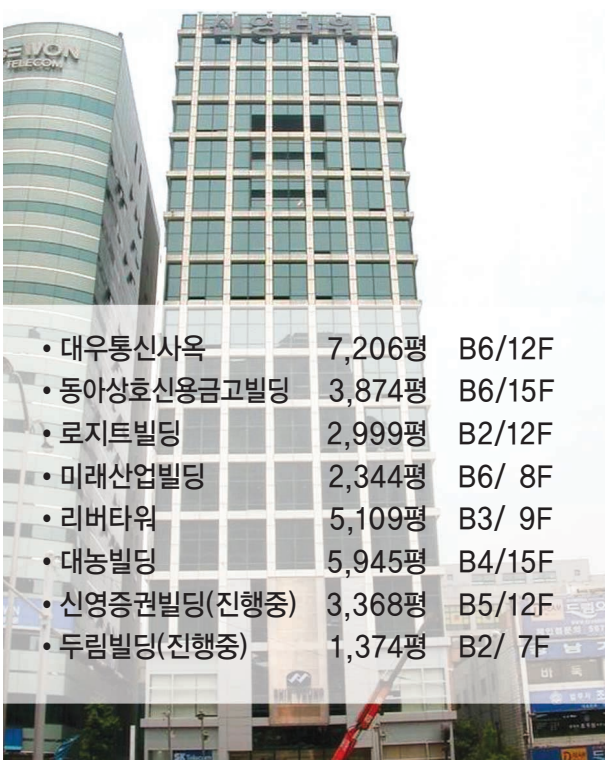 신영타워
SEWON
TELECOM
• 대우통신사옥 7,206평 B6/12F
• 동아상호신용금고빌딩 3,874평 B6/15F
• 로지트빌딩 2,999평 B2/12F
• 미래산업빌딩 2,344평 B6/ 8F
• 리버타워 5,109평 B3/ 9F
• 대농빌딩 5,945평 B4/15F
• 신영증권빌딩(진행중) 3,368평 B5/12F
• 두림빌딩(진행중) 1,374평 B2/ 7F
SK Telecom
바둑